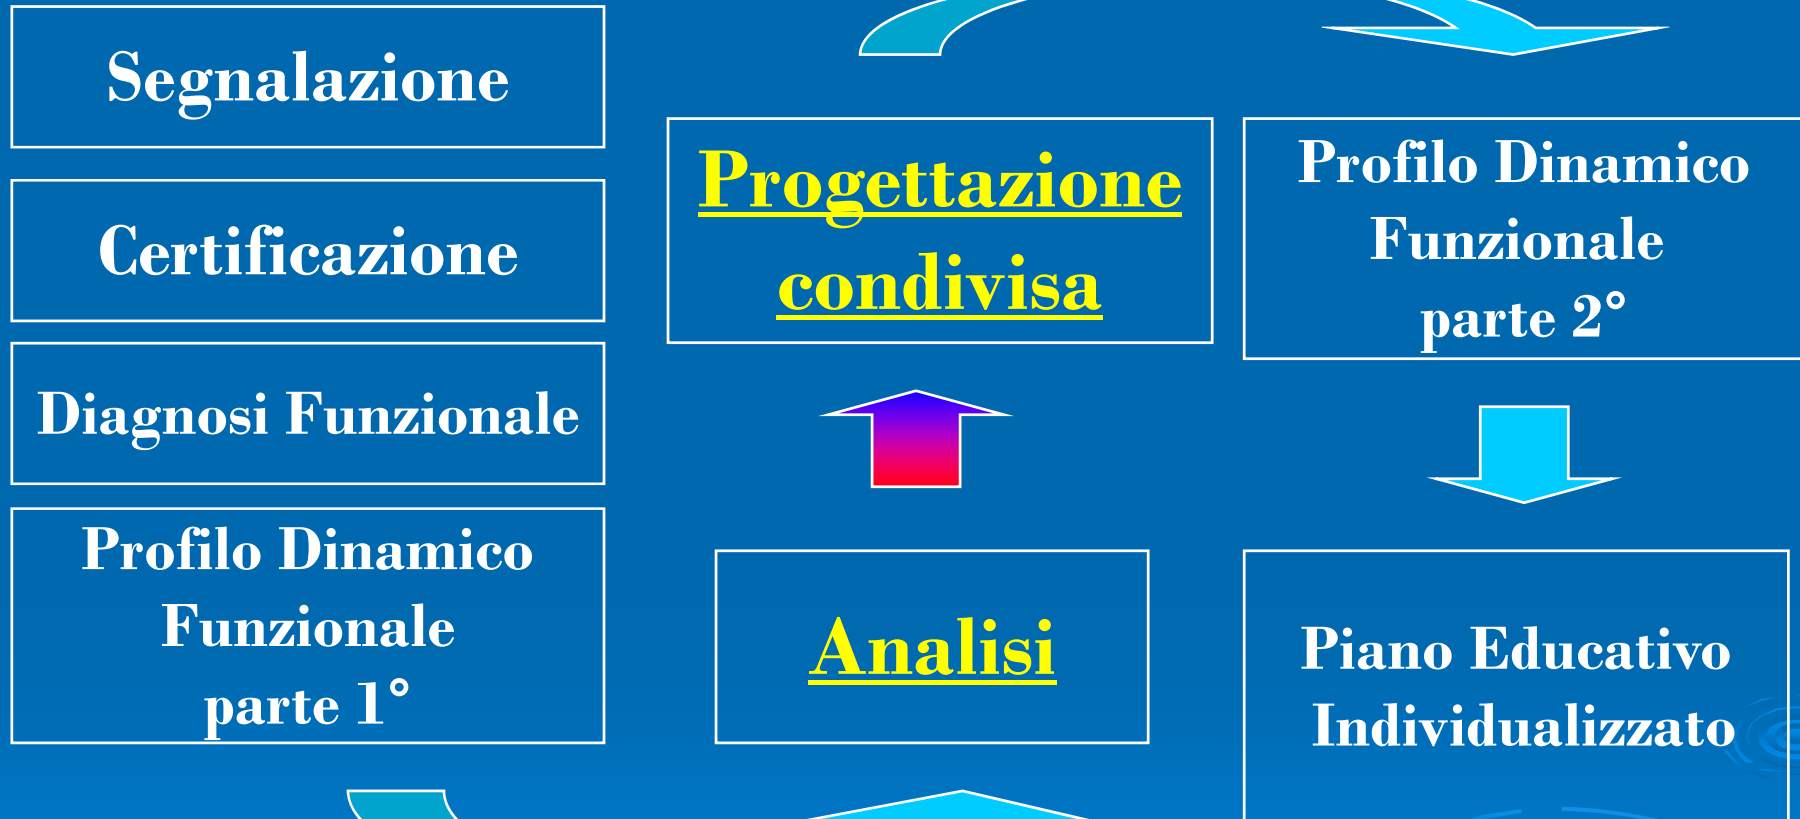 Segnalazione
Certificazione
Diagnosi Funzionale
Profilo Dinamico
Funzionale
parte 1°
Progettazione
condivisa
Analisi
Profilo Dinamico
Funzionale
parte 2°
Piano Educativo
Individualizzato